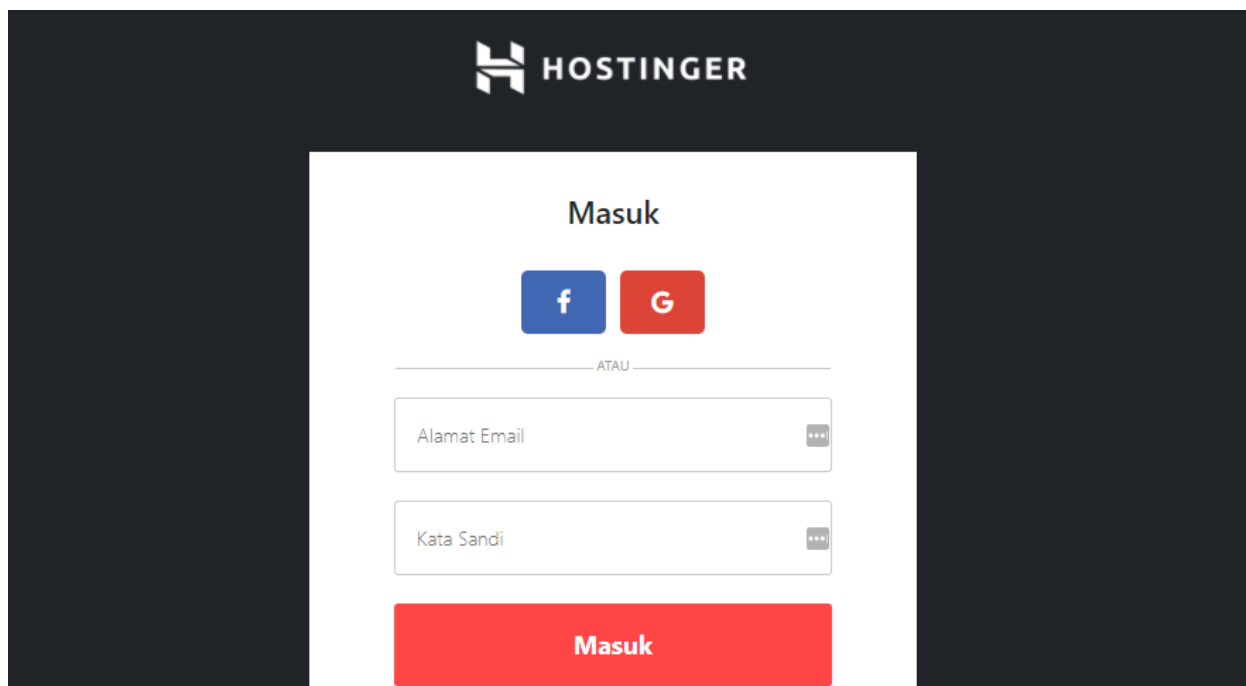 HOSTINGER
Masuk
f G
ATAU
Alamat Email
Kata Sandi
Masuk